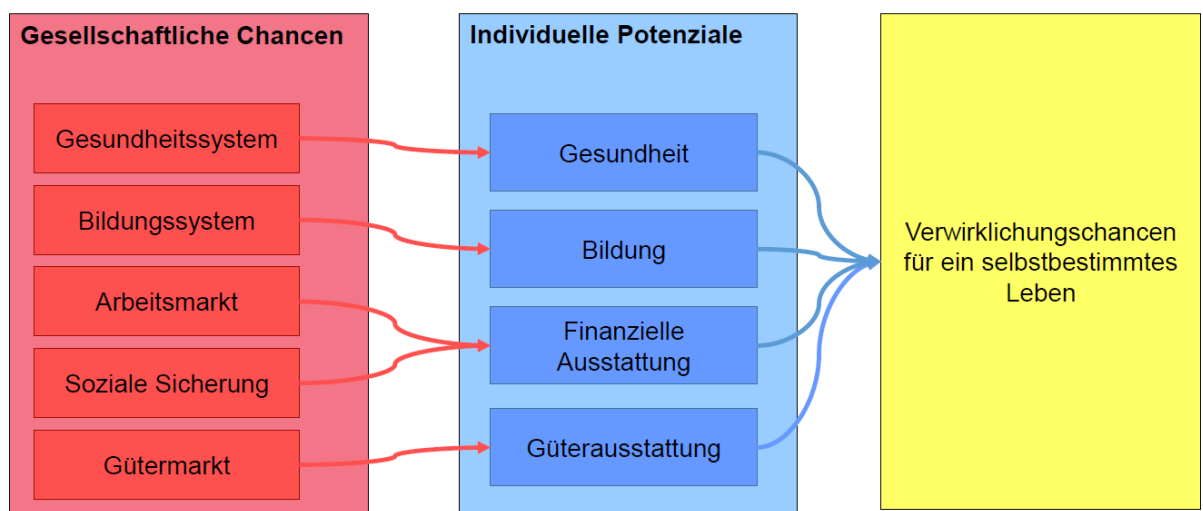 Gesellschaftliche Chancen
Gesundheitssystem
Bildungssystem
Arbeitsmarkt
Soziale Sicherung
Gütermarkt
Individuelle Potenziale
Gesundheit
Bildung
Finanzielle
Ausstattung
Güterausstattung
Verwirklichungschancen
für ein selbstbestimmtes
Leben